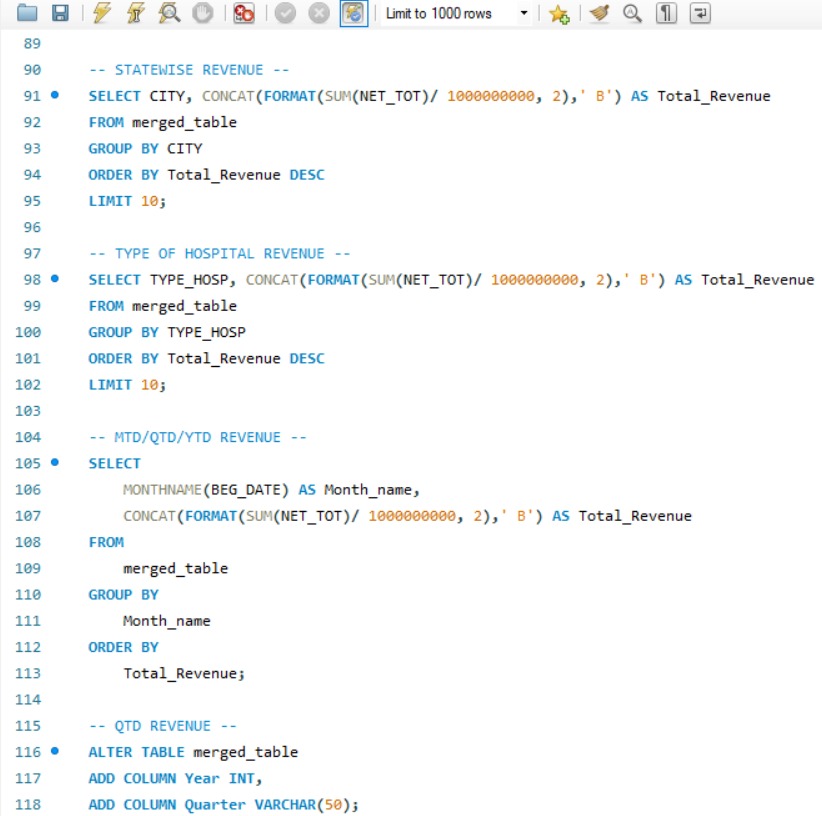 Limit to 1000 rows
89
90 -- STATEWISE REVENUE --
91 SELECT CITY, CONCAT(FORMAT(SUM(NET_TOT)/ 1000000000, 2),' B') AS Total_Revenue
92 FROM merged_table
93 GROUP BY CITY
94 ORDER BY Total_Revenue DESC
95 LIMIT 10;
96
97 -- TYPE OF HOSPITAL REVENUE --
98 SELECT TYPE_HOSP, CONCAT(FORMAT(SUM(NET_TOT)/ 1000000000, 2),' B') AS Total_Revenue
99 FROM merged_table
100 GROUP BY TYPE_HOSP
101 ORDER BY Total_Revenue DESC
102 LIMIT 10;
103
104 -- MTD/QTD/YTD REVENUE --
105 SELECT
106 MONTHNAME(BEG_DATE) AS Month_name,
107 CONCAT(FORMAT(SUM(NET_TOT)/ 1000000000, 2),' B') AS Total_Revenue
108 FROM
109 merged_table
110 GROUP BY
111 Month_name
112 ORDER BY
113 Total_Revenue;
114
115 -- QTD REVENUE --
116 ALTER TABLE merged_table
117 ADD COLUMN Year INT,
118 ADD COLUMN Quarter VARCHAR(50);